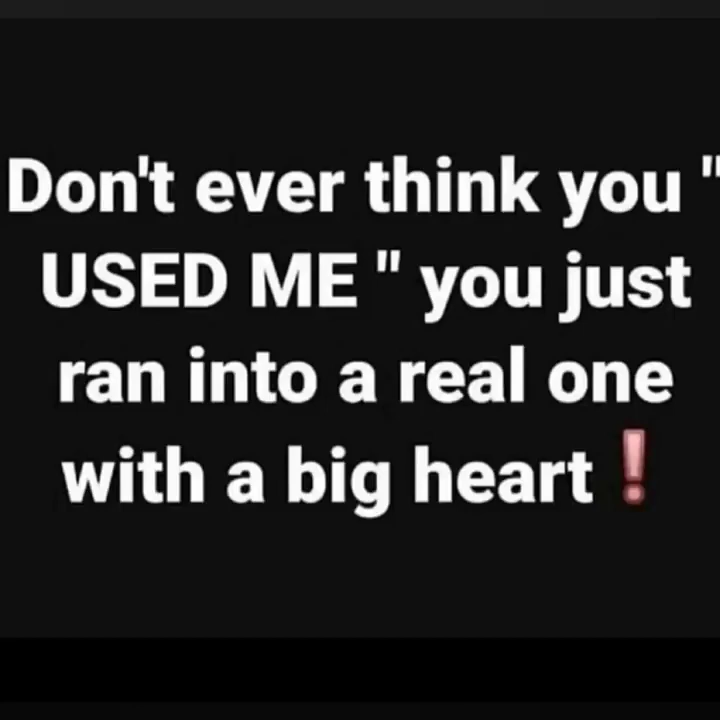 Don't ever think you "
USED ME " you just
ran into a real one
with a big heart❗